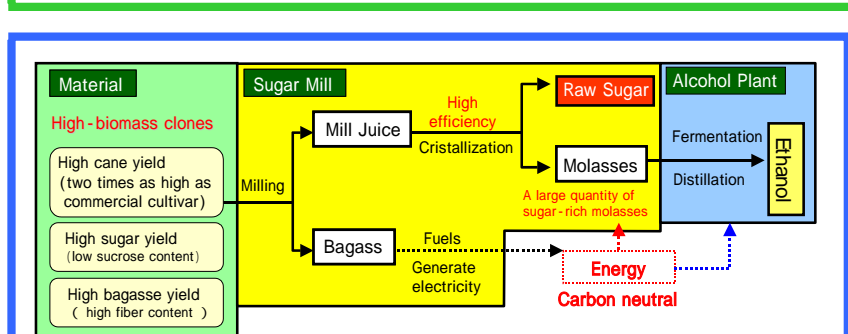 Material
High-biomass clones
High cane yield
(two times as high as
commercial cultivar)
High sugar yield
(low sucrose content)
High bagasse yield
( high fiber content )
Sugar Mill
Milling
Mill Juice
High
efficiency
Cristallization
Raw Sugar
Molasses
A large quantity of
sugar-rich molasses
Bagass
Fuels
Generate
electricity
Energy
Carbon neutral
Alcohol Plant
Fermentation
Distillation
Ethanol